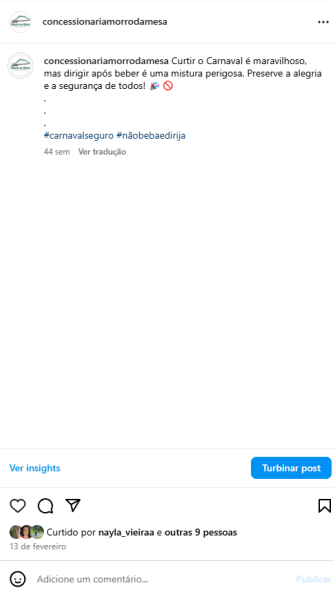 concessionariamorrodamesa
concessionariamorrodamesa Curtir o Carnaval é maravilhoso,
mas dirigir após beber é uma mistura perigosa. Preserve a alegria
e a segurança de todos! 🎉 🚫
.
.
.
#carnavalseguro #nãobebaedirija
44 sem Ver tradução
Ver insights Turbinar post
Curtido por nayla_vieiraa e outras 9 pessoas
13 de fevereiro
Adicione um comentário... Publicar